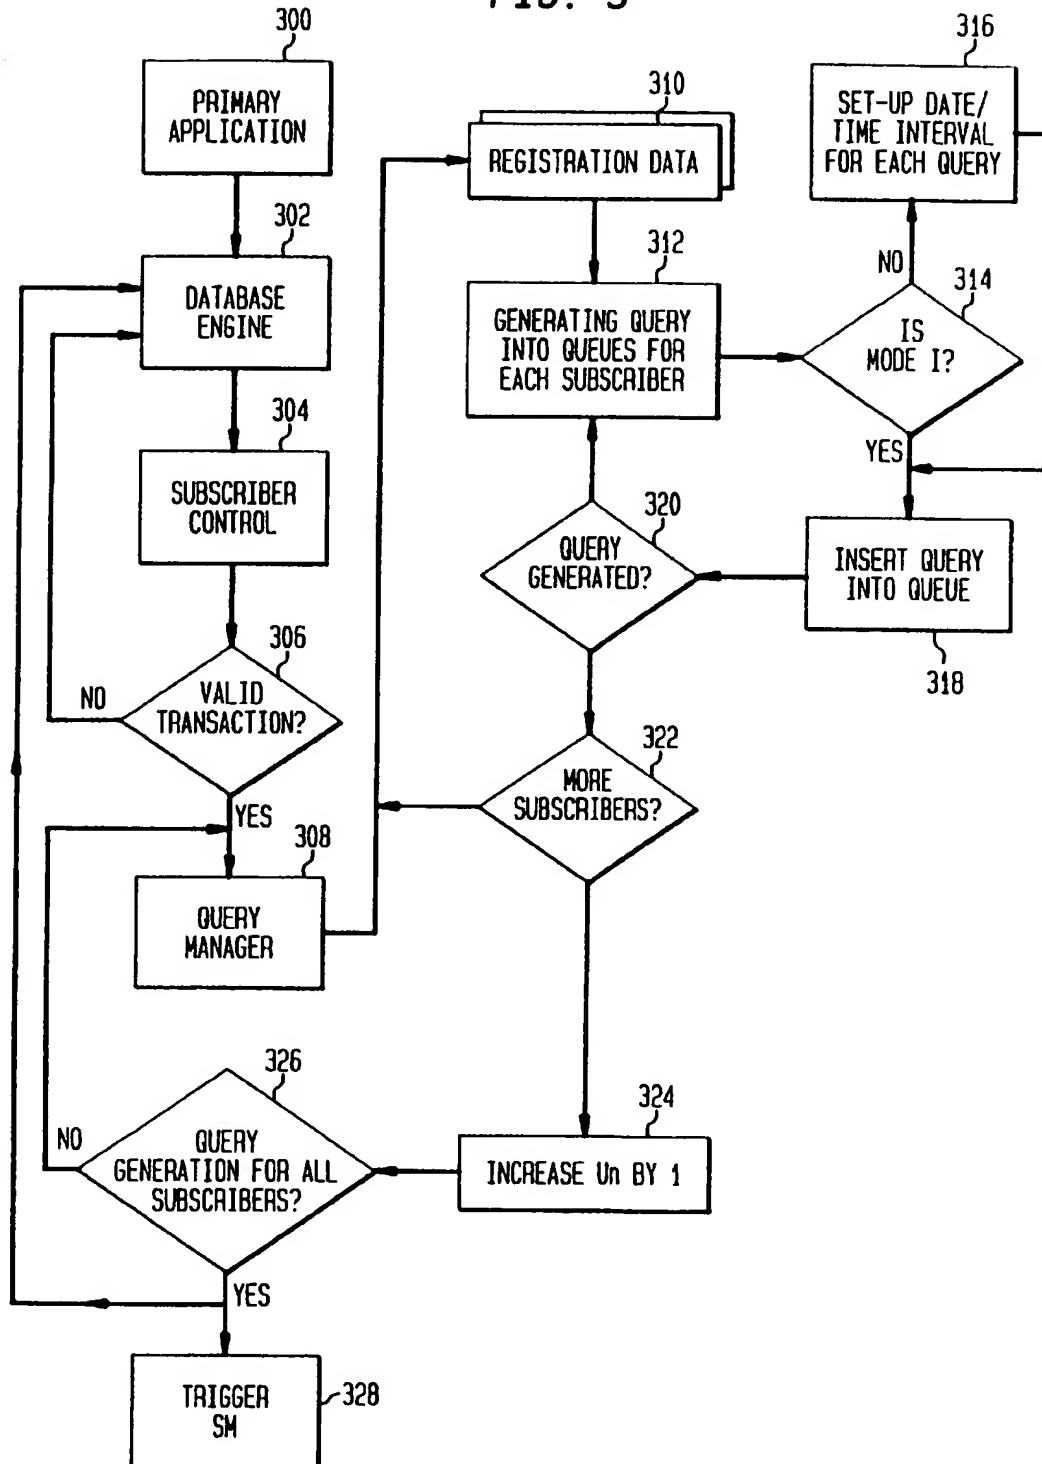 300
PRIMARY
APPLICATION
302
DATABASE
ENGINE
304
SUBSCRIBER
CONTROL
306
VALID
TRANSACTION?
NO
YES
308
QUERY
MANAGER
310
REGISTRATION DATA
312
GENERATING QUERY
INTO QUEUES FOR
EACH SUBSCRIBER
314
IS
MODE I?
NO
YES
316
SET-UP DATE/
TIME INTERVAL
FOR EACH QUERY
INSERT QUERY
INTO QUEUE
318
320
QUERY
GENERATED?
322
MORE
SUBSCRIBERS?
324
INCREASE Un BY 1
326
QUERY
GENERATION FOR ALL
SUBSCRIBERS?
NO
YES
TRIGGER
SM
328